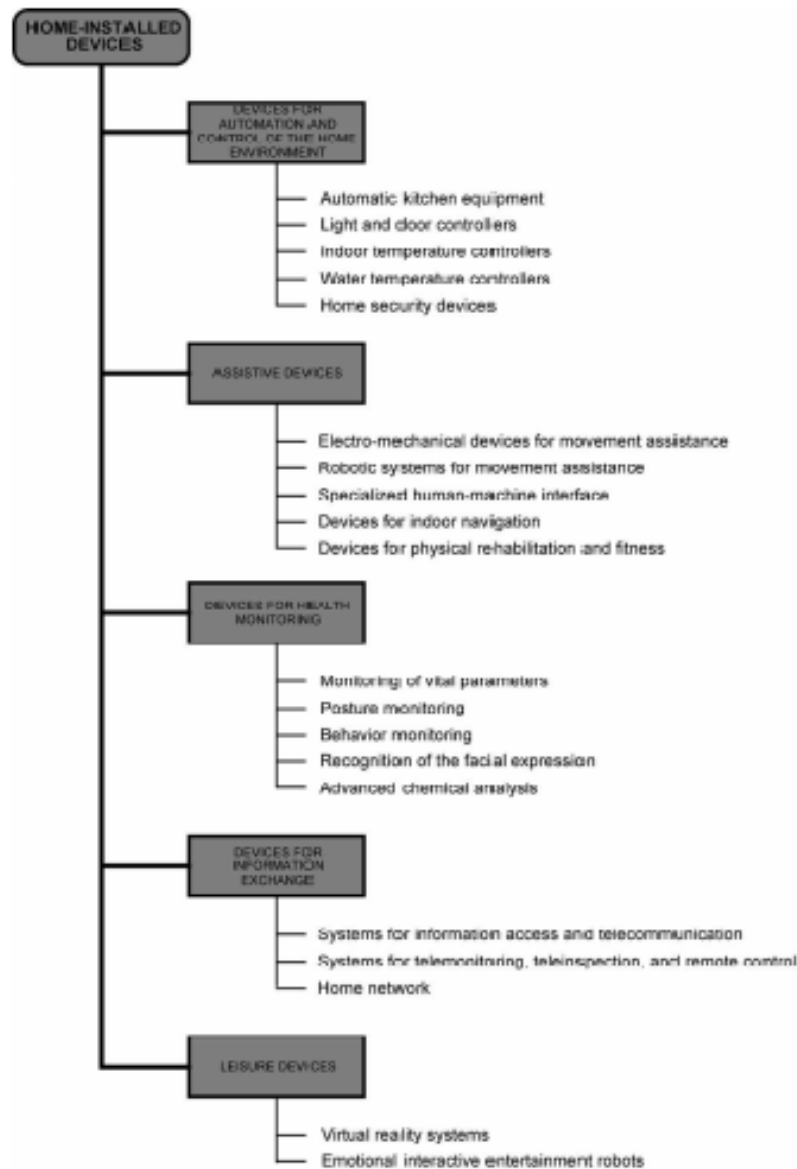 HOME-INSTALLED
DEVICES
DEVICES FOR
AUTOMATION AND
CONTROL OF THE HOME
ENVIRONMENT
Automatic kitchen equipment
Light and door controllers
Indoor temperature controllers
Water temperature controllers
Home security devices
ASSISTIVE DEVICES
Electro-mechanical devices for movement assistance
Robotic systems for movement assistance
Specialized human-machine interface
Devices for indoor navigation
Devices for physical rehabilitation and fitness
DEVICES FOR HEALTH
MONITORING
Monitoring of vital parameters
Posture monitoring
Behavior monitoring
Recognition of the facial expression
Advanced chemical analysis
DEVICES FOR
INFORMATION
EXCHANGE
Systems for information access and telecommunication
Systems for telemonitoring, teleinspection, and remote control
Home network
LEISURE DEVICES
Virtual reality systems
Emotional interactive entertainment robots